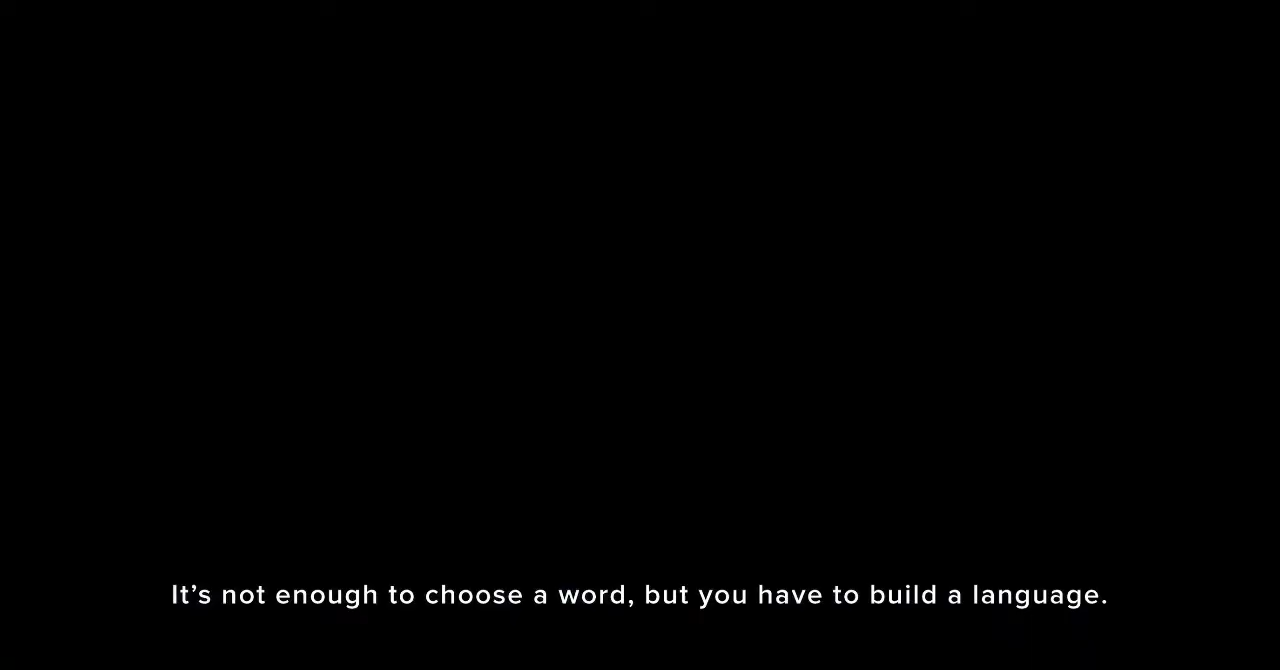 It’s not enough to choose a word, but you have to build a language.